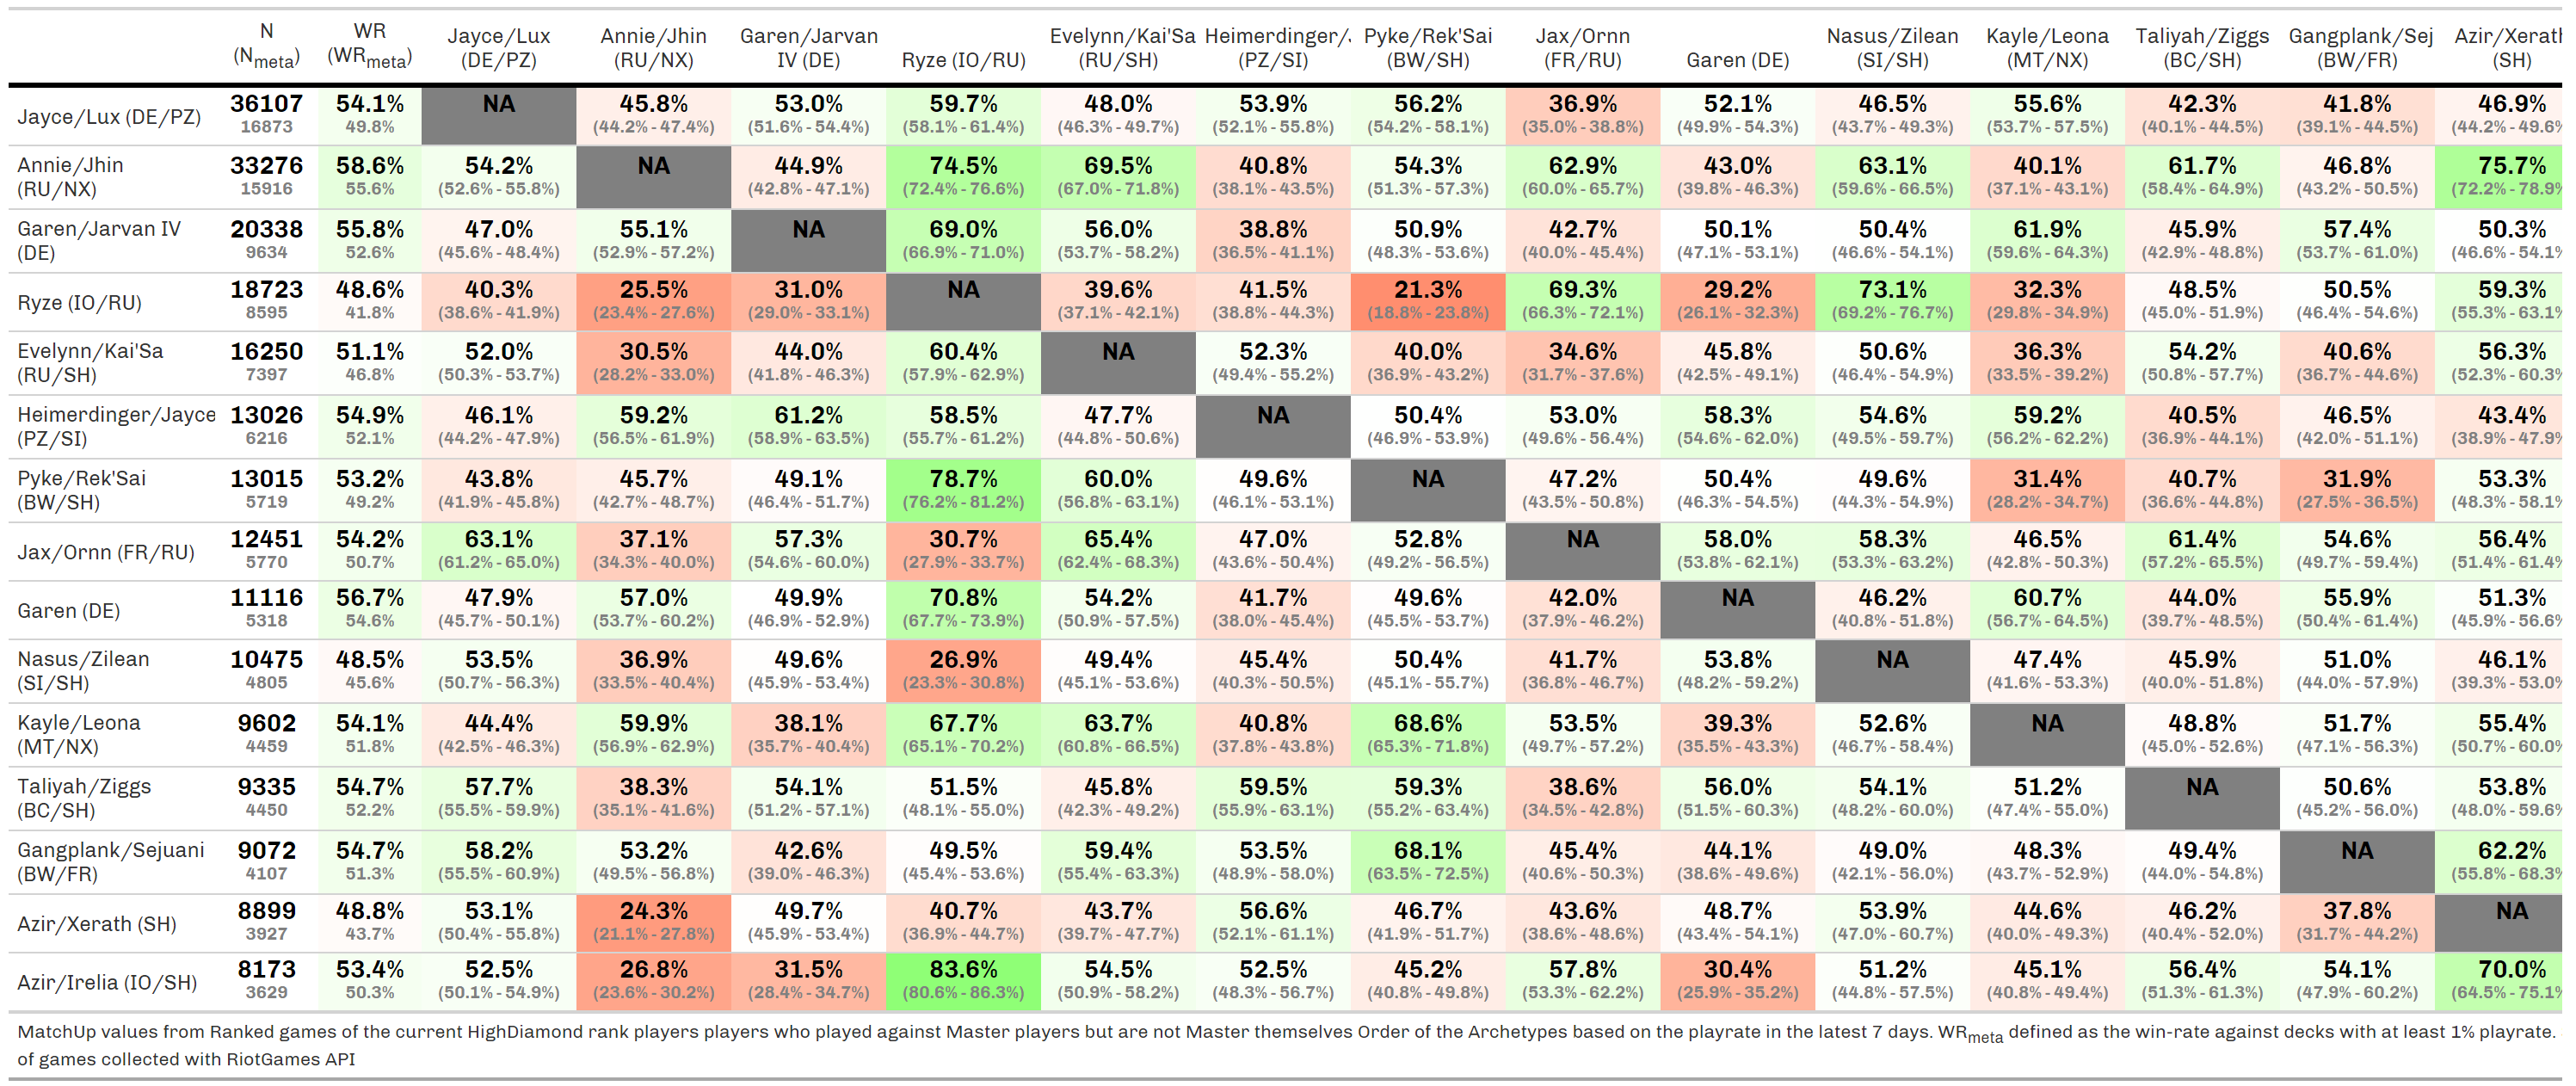 N WR Jayce/Lux Annie/Jhin Garen/Jarvan Evelynn/Kai'Sa Heimerdinger/ Pyke/Rek'Sai Jax/Ornn Nasus/Zilean Kayle/Leona Taliyah/Ziggs Gangplank/Sej Azir/Xerath
(Nmeta) (WRmeta) (DE/PZ) (RU/NX) IV (DE) Ryze (IO/RU) (RU/SH) (PZ/SI) (BW/SH) (FR/RU) Garen (DE) (SI/SH) (MT/NX) (BC/SH) (BW/FR) (SH)
Jayce/Lux (DE/PZ) 36107 54.1% NA 45.8% 53.0% 59.7% 48.0% 53.9% 56.2% 36.9% 52.1% 46.5% 55.6% 42.3% 41.8% 46.9%
16873 49.8% (44.2% - 47.4%) (51.6% - 54.4%) (58.1% - 61.4%) (46.3% - 49.7%) (52.1% - 55.8%) (54.2% - 58.1%) (35.0% - 38.8%) (49.9% - 54.3%) (43.7% - 49.3%) (53.7% - 57.5%) (40.1% - 44.5%) (39.1% - 44.5%) (44.2% - 49.6%
Annie/Jhin 33276 58.6% 54.2% NA 44.9% 74.5% 69.5% 40.8% 54.3% 62.9% 43.0% 63.1% 40.1% 61.7% 46.8% 75.7%
(RU/NX) 15916 55.6% (52.6% - 55.8%) (42.8% - 47.1%) (72.4% - 76.6%) (67.0% - 71.8%) (38.1% - 43.5%) (51.3% - 57.3%) (60.0% - 65.7%) (39.8% - 46.3%) (59.6% - 66.5%) (37.1% - 43.1%) (58.4% - 64.9%) (43.2% - 50.5%) (72.2% - 78.9%
Garen/Jarvan IV 20338 55.8% 47.0% 55.1% NA 69.0% 56.0% 38.8% 50.9% 42.7% 50.1% 50.4% 61.9% 45.9% 57.4% 50.3%
(DE) 9634 52.6% (45.6% - 48.4%) (52.9% - 57.2%) (66.9% - 71.0%) (53.7% - 58.2%) (36.5% - 41.1%) (48.3% - 53.6%) (40.0% - 45.4%) (47.1% - 53.1%) (46.6% - 54.1%) (59.6% - 64.3%) (42.9% - 48.8%) (53.7% - 61.0%) (46.6% - 54.1%
Ryze (IO/RU) 18723 48.6% 40.3% 25.5% 31.0% NA 39.6% 41.5% 21.3% 69.3% 29.2% 73.1% 32.3% 48.5% 50.5% 59.3%
8595 41.8% (38.6% - 41.9%) (23.4% - 27.6%) (29.0% - 33.1%) (37.1% - 42.1%) (38.8% - 44.3%) (18.8% - 23.8%) (66.3% - 72.1%) (26.1% - 32.3%) (69.2% - 76.7%) (29.8% - 34.9%) (45.0% - 51.9%) (46.4% - 54.6%) (55.3% - 63.1%
Evelynn/Kai'Sa 16250 51.1% 52.0% 30.5% 44.0% 60.4% NA 52.3% 40.0% 34.6% 45.8% 50.6% 36.3% 54.2% 40.6% 56.3%
(RU/SH) 7397 46.8% (50.3% - 53.7%) (28.2% - 33.0%) (41.8% - 46.3%) (57.9% - 62.9%) (49.4% - 55.2%) (36.9% - 43.2%) (31.7% - 37.6%) (42.5% - 49.1%) (46.4% - 54.9%) (33.5% - 39.2%) (50.8% - 57.7%) (36.7% - 44.6%) (52.3% - 60.3%
Heimerdinger/Jayce 13026 54.9% 46.1% 59.2% 61.2% 58.5% 47.7% NA 50.4% 53.0% 58.3% 54.6% 59.2% 40.5% 46.5% 43.4%
(PZ/SI) 6216 52.1% (44.2% - 47.9%) (56.5% - 61.9%) (58.9% - 63.5%) (55.7% - 61.2%) (44.8% - 50.6%) (46.9% - 53.9%) (49.6% - 56.4%) (54.6% - 62.0%) (49.5% - 59.7%) (56.2% - 62.2%) (36.9% - 44.1%) (42.0% - 51.1%) (38.9% - 47.9%
Pyke/Rek'Sai 13015 53.2% 43.8% 45.7% 49.1% 78.7% 60.0% 49.6% NA 47.2% 50.4% 49.6% 31.4% 40.7% 31.9% 53.3%
(BW/SH) 5719 49.2% (41.9% - 45.8%) (42.7% - 48.7%) (46.4% - 51.7%) (76.2% - 81.2%) (56.8% - 63.1%) (46.1% - 53.1%) (43.5% - 50.8%) (46.3% - 54.5%) (44.3% - 54.9%) (28.2% - 34.7%) (36.6% - 44.8%) (27.5% - 36.5%) (48.3% - 58.1%
Jax/Ornn (FR/RU) 12451 54.2% 63.1% 37.1% 57.3% 30.7% 65.4% 47.0% 52.8% NA 58.0% 58.3% 46.5% 61.4% 54.6% 56.4%
5770 50.7% (61.2% - 65.0%) (34.3% - 40.0%) (54.6% - 60.0%) (27.9% - 33.7%) (62.4% - 68.3%) (43.6% - 50.4%) (49.2% - 56.5%) (53.8% - 62.1%) (53.3% - 63.2%) (42.8% - 50.3%) (57.2% - 65.5%) (49.7% - 59.4%) (51.4% - 61.4%
Garen (DE) 11116 56.7% 47.9% 57.0% 49.9% 70.8% 54.2% 41.7% 49.6% 42.0% NA 46.2% 60.7% 44.0% 55.9% 51.3%
5318 54.6% (45.7% - 50.1%) (53.7% - 60.2%) (46.9% - 52.9%) (67.7% - 73.9%) (50.9% - 57.5%) (38.0% - 45.4%) (45.5% - 53.7%) (37.9% - 46.2%) (40.8% - 51.8%) (56.7% - 64.5%) (39.7% - 48.5%) (50.4% - 61.4%) (45.9% - 56.6%
Nasus/Zilean 10475 48.5% 53.5% 36.9% 49.6% 26.9% 49.4% 45.4% 50.4% 41.7% 53.8% NA 47.4% 45.9% 51.0% 46.1%
(SI/SH) 4805 45.6% (50.7% - 56.3%) (33.5% - 40.4%) (45.9% - 53.4%) (23.3% - 30.8%) (45.1% - 53.6%) (40.3% - 50.5%) (45.1% - 55.7%) (36.8% - 46.7%) (48.2% - 59.2%) (41.6% - 53.3%) (40.0% - 51.8%) (44.0% - 57.9%) (39.3% - 53.0%
Kayle/Leona 9602 54.1% 44.4% 59.9% 38.1% 67.7% 63.7% 40.8% 68.6% 53.5% 39.3% 52.6% NA 48.8% 51.7% 55.4%
(MT/NX) 4459 51.8% (42.5% - 46.3%) (56.9% - 62.9%) (35.7% - 40.4%) (65.1% - 70.2%) (60.8% - 66.5%) (37.8% - 43.8%) (65.3% - 71.8%) (49.7% - 57.2%) (35.5% - 43.3%) (46.7% - 58.4%) (45.0% - 52.6%) (47.1% - 56.3%) (50.7% - 60.0%
Taliyah/Ziggs 9335 54.7% 57.7% 38.3% 54.1% 51.5% 45.8% 59.5% 59.3% 38.6% 56.0% 54.1% 51.2% NA 50.6% 53.8%
(BC/SH) 4450 52.2% (55.5% - 59.9%) (35.1% - 41.6%) (51.2% - 57.1%) (48.1% - 55.0%) (42.3% - 49.2%) (55.9% - 63.1%) (55.2% - 63.4%) (34.5% - 42.8%) (51.5% - 60.3%) (48.2% - 60.0%) (47.4% - 55.0%) (45.2% - 56.0%) (48.0% - 59.6%
Gangplank/Sejuani 9072 54.7% 58.2% 53.2% 42.6% 49.5% 59.4% 53.5% 68.1% 45.4% 44.1% 49.0% 48.3% 49.4% NA 62.2%
(BW/FR) 4107 51.3% (55.5% - 60.9%) (49.5% - 56.8%) (39.0% - 46.3%) (45.4% - 53.6%) (55.4% - 63.3%) (48.9% - 58.0%) (63.5% - 72.5%) (40.6% - 50.3%) (38.6% - 49.6%) (42.1% - 56.0%) (43.7% - 52.9%) (44.0% - 54.8%) (55.8% - 68.3%
Azir/Xerath (SH) 8899 48.8% 53.1% 24.3% 49.7% 40.7% 43.7% 56.6% 46.7% 43.6% 48.7% 53.9% 44.6% 46.2% 37.8% NA
3927 43.7% (50.4% - 55.8%) (21.1% - 27.8%) (45.9% - 53.4%) (36.9% - 44.7%) (39.7% - 47.7%) (52.1% - 61.1%) (41.9% - 51.7%) (38.6% - 48.6%) (43.4% - 54.1%) (47.0% - 60.7%) (40.0% - 49.3%) (40.4% - 52.0%) (31.7% - 44.2%)
Azir/Irelia (IO/SH) 8173 53.4% 52.5% 26.8% 31.5% 83.6% 54.5% 52.5% 45.2% 57.8% 30.4% 51.2% 45.1% 56.4% 54.1% 70.0%
3629 50.3% (50.1% - 54.9%) (23.6% - 30.2%) (28.4% - 34.7%) (80.6% - 86.3%) (50.9% - 58.2%) (48.3% - 56.7%) (40.8% - 49.8%) (53.3% - 62.2%) (25.9% - 35.2%) (44.8% - 57.5%) (40.8% - 49.4%) (51.3% - 61.3%) (47.9% - 60.2%) (64.5% - 75.1%
MatchUp values from Ranked games of the current HighDiamond rank players players who played against Master players but are not Master themselves Order of the Archetypes based on the playrate in the latest 7 days. WRmeta defined as the win-rate against decks with at least 1% playrate.
of games collected with RiotGames API